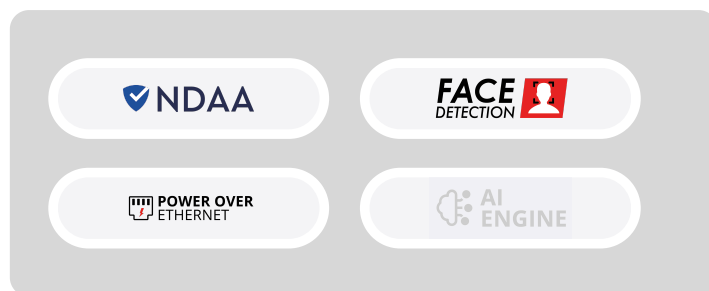 NDAA
FACE
DETECTION
POWER OVER
ETHERNET
AI
ENGINE